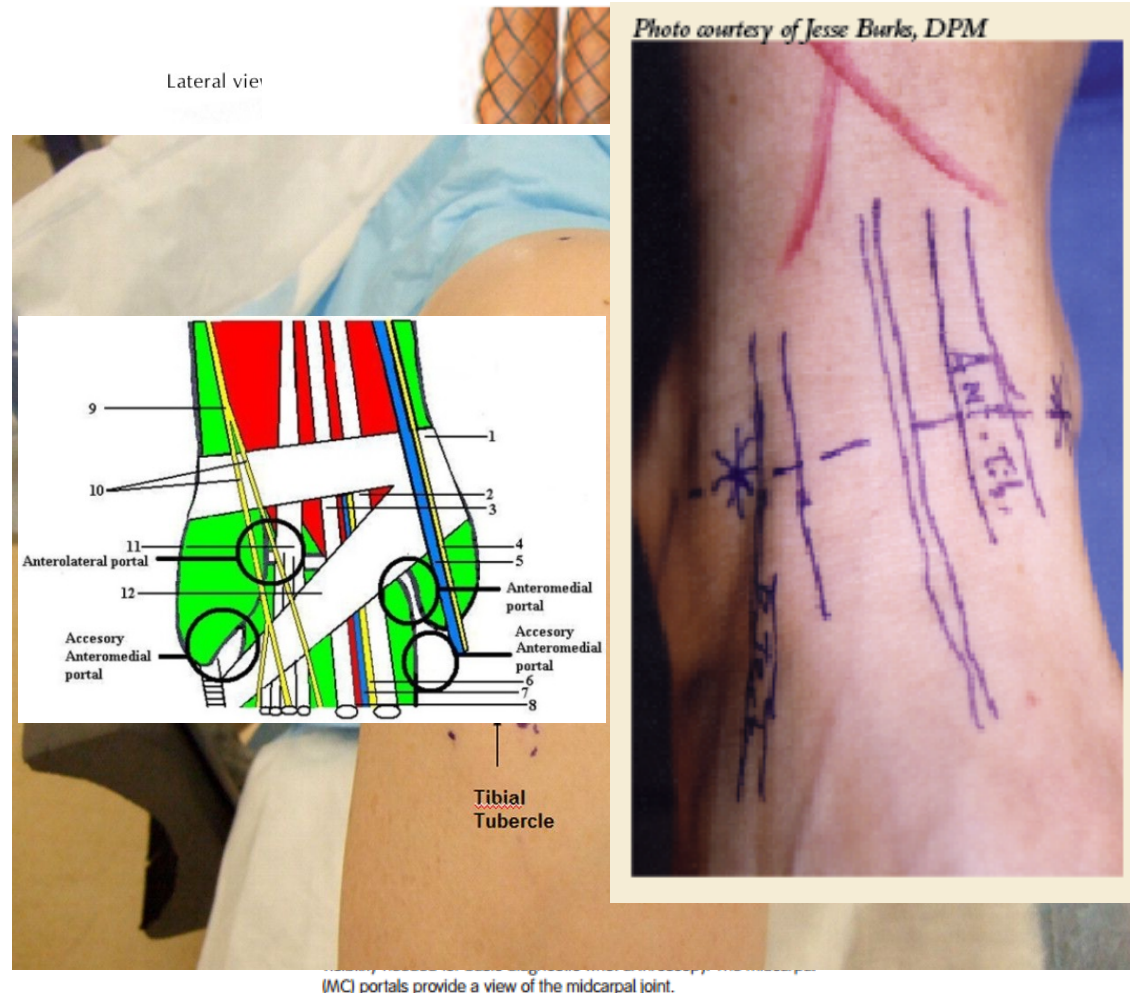 Photo courtesy of Jesse Burks, DPM
Lateral
Ant. Tib.
9
1
10
2
3
11
4
Anterolateral portal
5
12
Anteromedial
portal
Accesory
Anteromedial
portal
Accesory
Anteromedial
portal
6
7
8
Tibial
Tubercle
(MC) portals provide a view of the midcarpal joint.